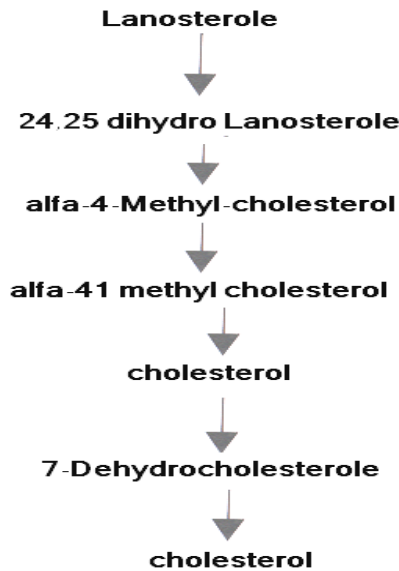 Lanosterole
24,25 dihydro Lanosterole
alfa-4-Methyl-cholesterol
alfa-41 methyl cholesterol
cholesterol
7-Dehydrocholesterole
cholesterol